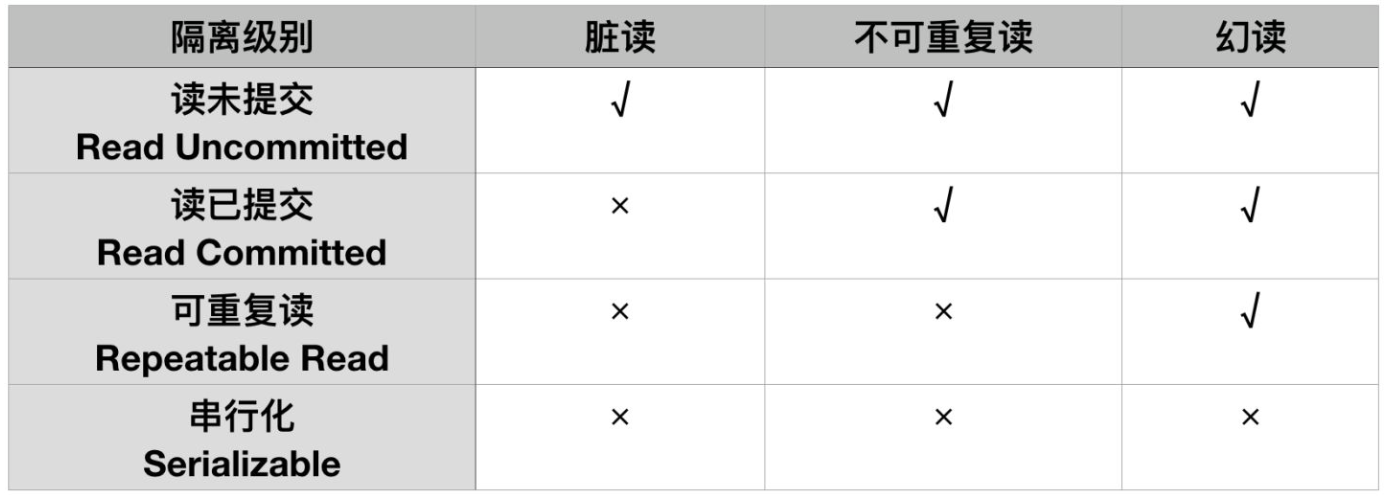 隔离级别 脏读 不可重复读 幻读
读未提交 √ √ √
Read Uncommitted
读已提交 × √ √
Read Committed
可重复读 × × √
Repeatable Read
串行化 × × ×
Serializable